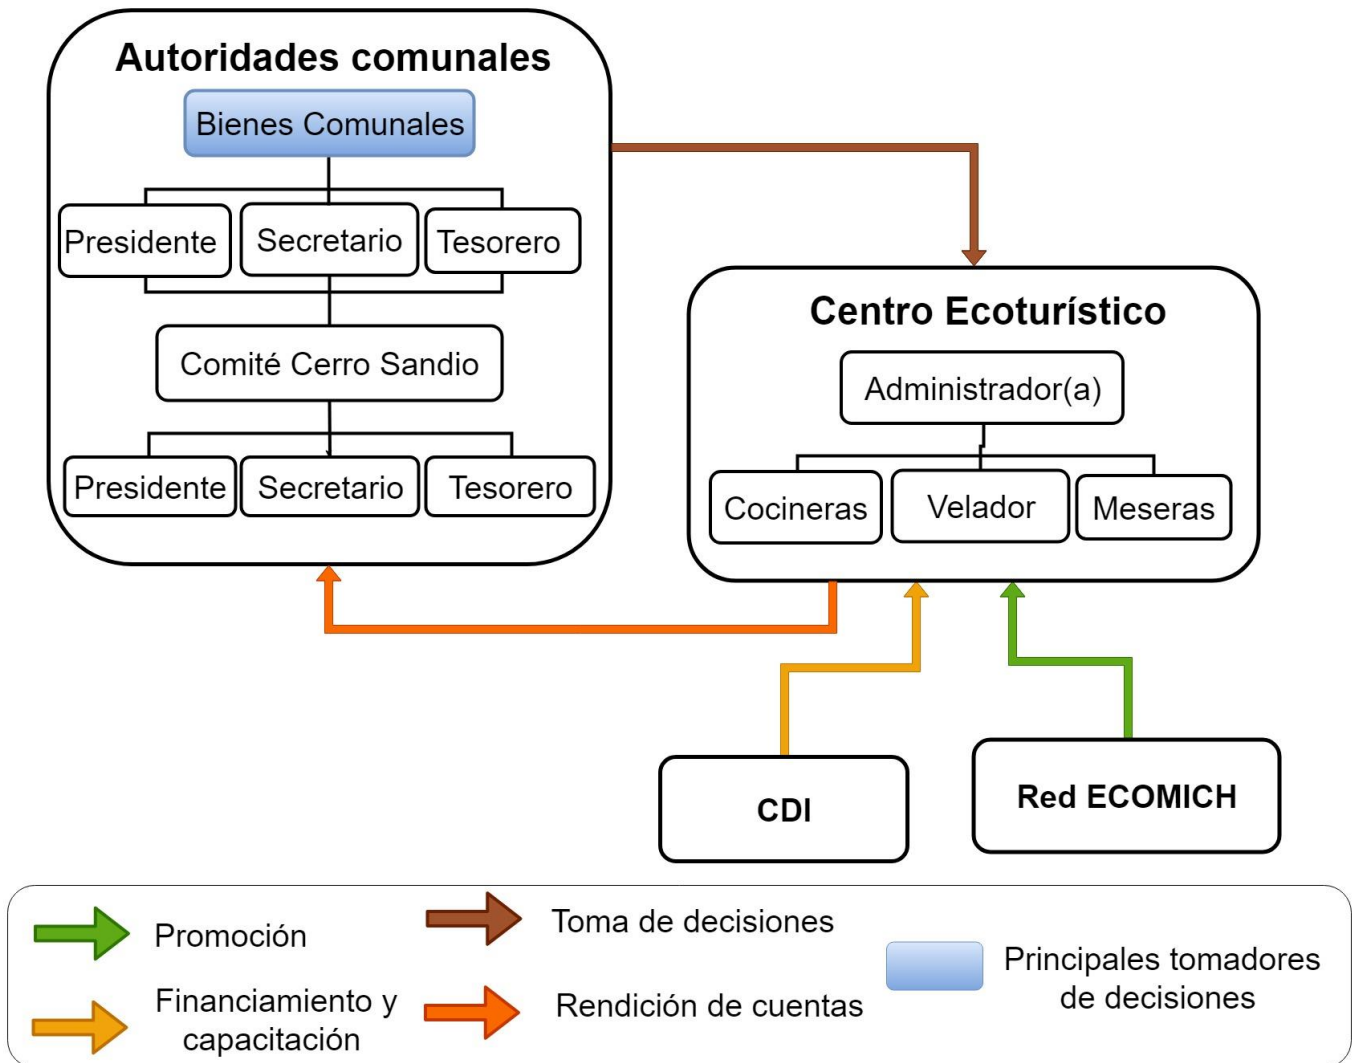 Autoridades comunales
Bienes Comunales
Presidente
Secretario
Tesorero
Comité Cerro Sandio
Presidente
Secretario
Tesorero
Centro Ecoturístico
Administrador(a)
Cocineras
Velador
Meseras
CDI
Red ECOMICH
Promoción
Financiamiento y
capacitación
Toma de decisiones
Rendición de cuentas
Principales tomadores
de decisiones